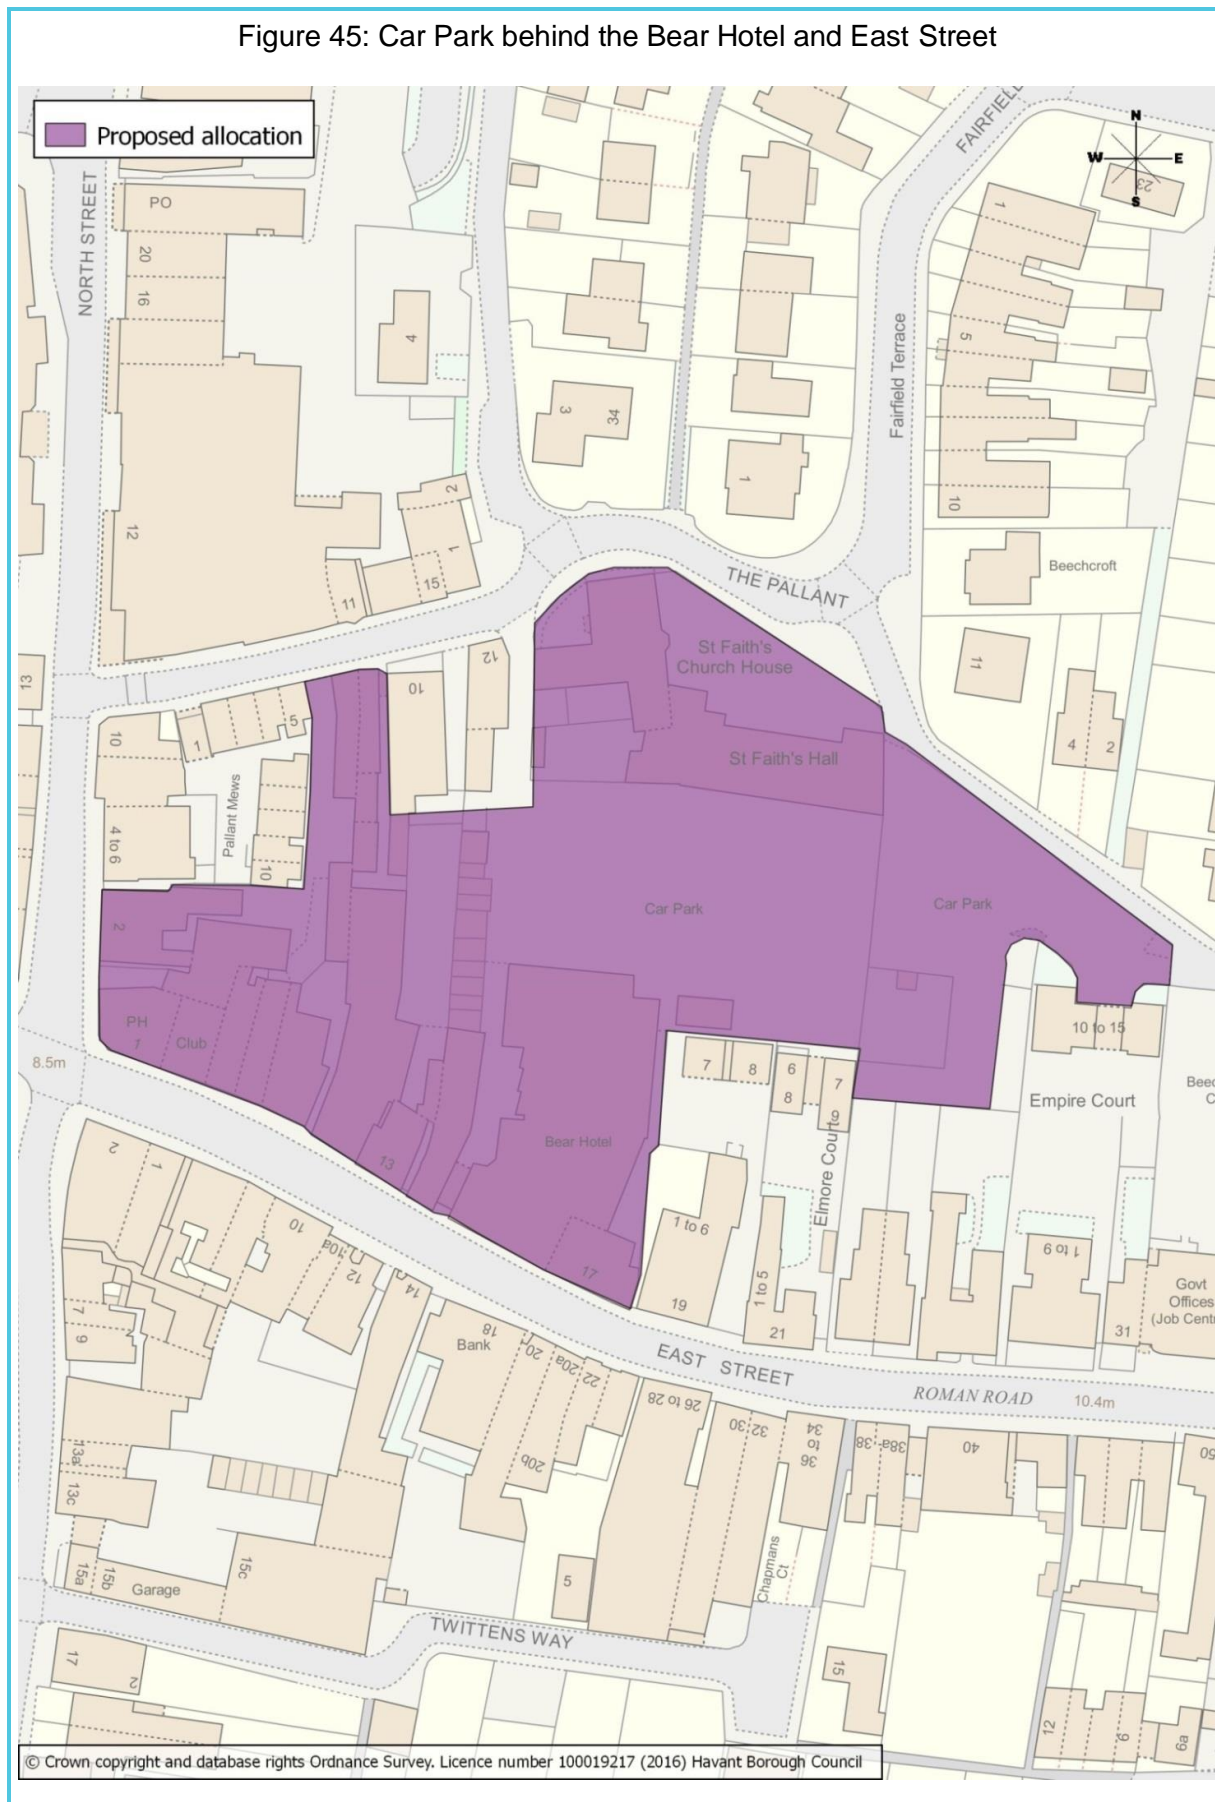 Figure 45: Car Park behind the Bear Hotel and East Street
Proposed allocation
N
W
E
S
23
FAIRFIELD
NORTH STREET
PO
20
16
4
1
5
Fairfield Terrace
3
34
1
10
12
2
1
15
11
Beechcroft
THE PALLANT
St Faith's
Church House
13
12
10
11
5
1
10
4
2
St Faith's Hall
Pallant Mews
4 to 6
10
Car Park
Car Park
2
PH
1
Club
8.5m
10 to 15
7
8
6
8
7
9
Empire Court
Elmore Court
Bear Hotel
13
17
2
1
10
10a
12
14
1 to 6
19
1 to 5
21
1 to 9
31
Govt
Offices
(Job Cent
7
9
18
Bank
20
20a
22
EAST STREET
ROMAN ROAD
10.4m
26 to 28
30
32
34
to
36
38
38a
40
50
20b
13a
13c
15a
15b
15c
Garage
5
Chapmans
Ct
TWITTENS WAY
17
2
15
12
9
6a
© Crown copyright and database rights Ordnance Survey. Licence number 100019217 (2016) Havant Borough Council